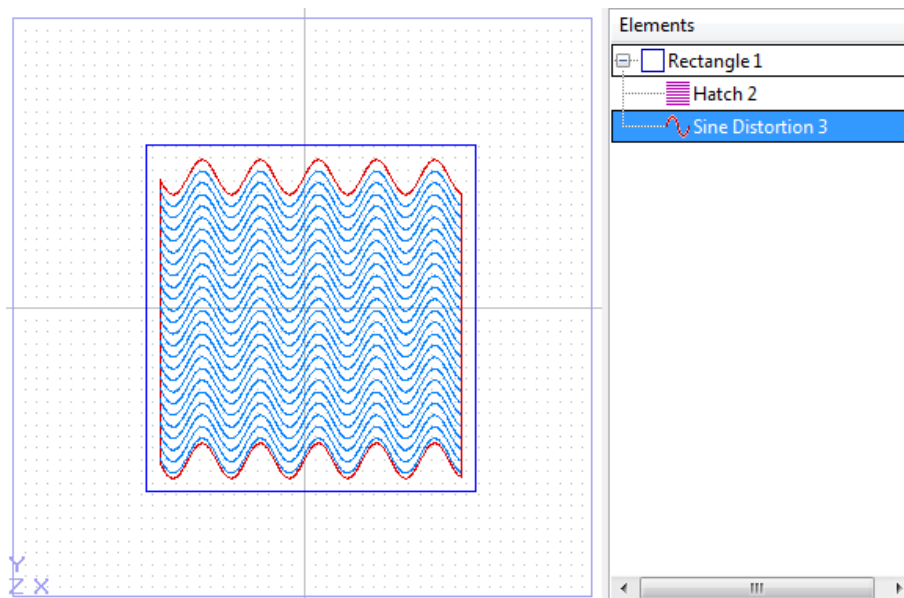 Elements
Rectangle 1
Hatch 2
Sine Distortion 3
Y
Z X